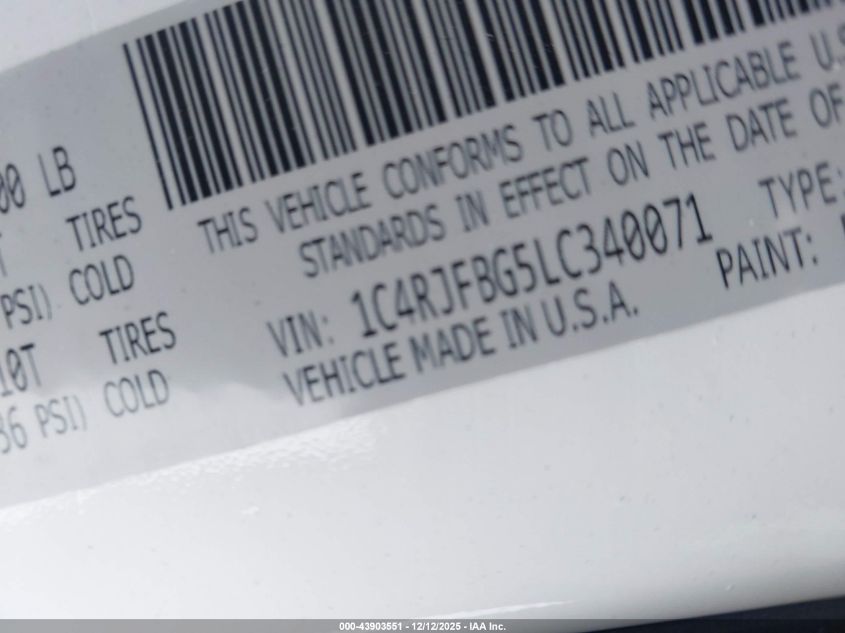 00 LB
TIRES
PSI) COLD
10T TIRES
36 PSI) COLD
THIS VEHICLE CONFORMS TO ALL APPLICABLE U.S
STANDARDS IN EFFECT ON THE DATE OF
VIN: 1C4RJFBG5LC340071 TYPE:
VEHICLE MADE IN U.S.A. PAINT:
000-43903551 - 12/12/2025 - IAA Inc.